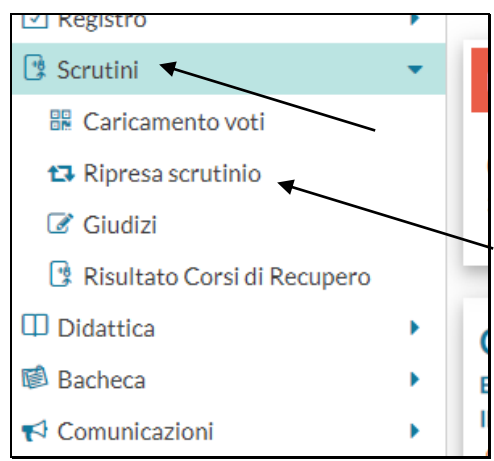 Registro
Scrutini
Caricamento voti
Ripresa scrutinio
Giudizi
Risultato Corsi di Recupero
Didattica
Bacheca
Comunicazioni